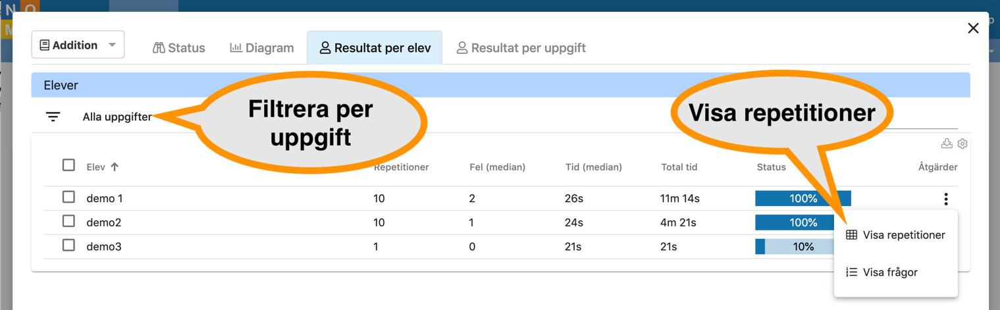 N O
M
Addition
Status
Diagram
Resultat per elev
Resultat per uppgift
Elever
Alla uppgifter
Filtrera per
uppgift
Visa repetitioner
Elev Repetitioner Fel (median) Tid (median) Total tid Status Åtgärder
demo 1 10 2 26s 11m 14s 100%
demo2 10 1 24s 4m 21s 100%
demo3 1 0 21s 21s 10%
Visa repetitioner
Visa frågor